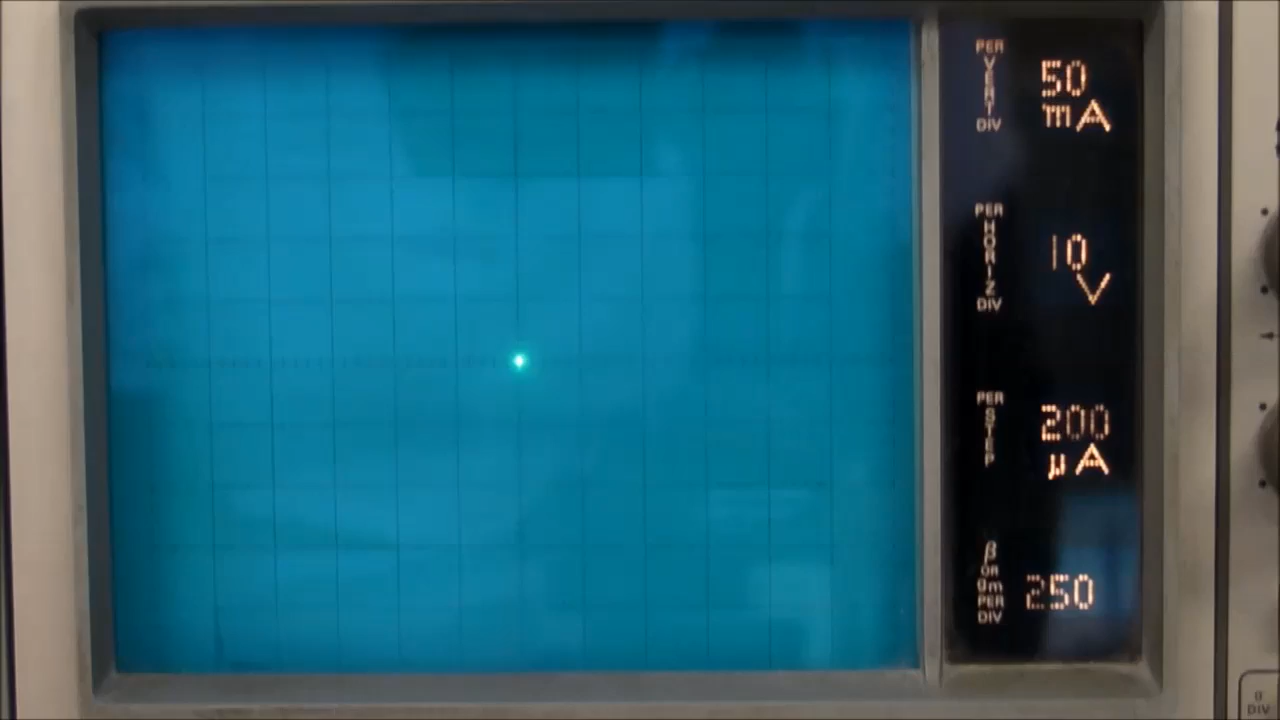 PER
VERT
DIV
50
mA
PER
HORIZ
DIV
10
V
PER
STEP
200
µA
β
OR
gm
PER
DIV
250
θ
DIV